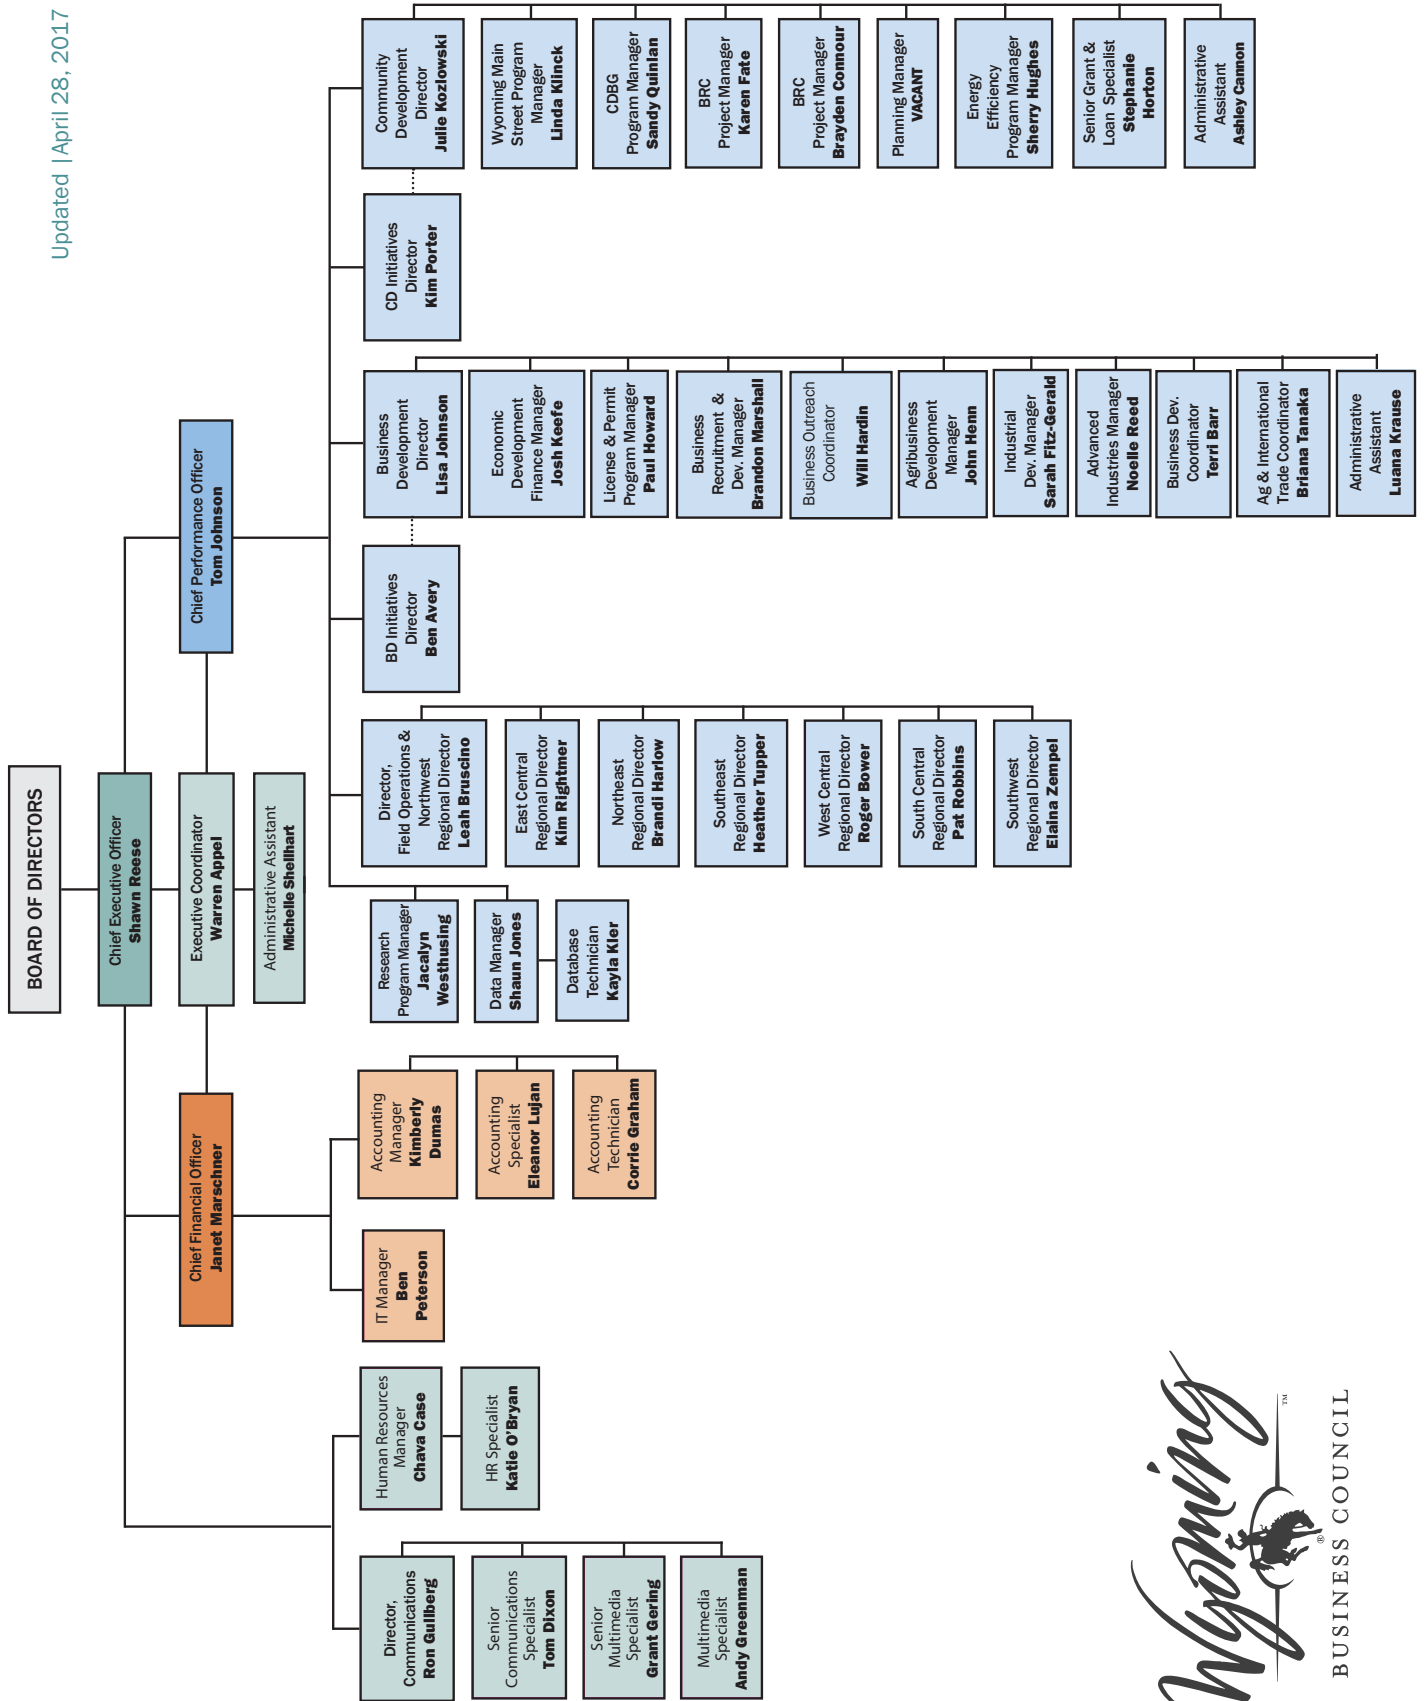 BOARD OF DIRECTORS
Updated | April 28, 2017
Chief Executive Officer
Shawn Reese
Chief Financial Officer
Janet Marschner
Executive Coordinator
Warren Appel
Chief Performance Officer
Tom Johnson
Administrative Assistant
Michelle Shellhart
Director,
Communications
Ron Gullberg
Senior
Communications
Specialist
Tom Dixon
Senior
Multimedia
Specialist
Grant Gering
Multimedia
Specialist
Andy Greenman
Human Resources
Manager
Chava Case
HR Specialist
Katie O'Bryan
IT Manager
Ben
Peterson
Accounting
Manager
Kimberly
Dumas
Accounting
Specialist
Eleanor Lujan
Accounting
Technician
Corrie Graham
Research
Program Manager
Jacalyn
Westhusing
Data Manager
Shaun Jones
Database
Technician
Kayla Kler
Director,
Field Operations &
Northwest
Regional Director
Leah Bruscino
East Central
Regional Director
Kim Rightmer
Northeast
Regional Director
Brandi Harlow
Southeast
Regional Director
Heather Tupper
West Central
Regional Director
Roger Bower
South Central
Regional Director
Pat Robbins
Southwest
Regional Director
Elaina Zempel
BD Initiatives
Director
Ben Avery
Business
Development
Director
Lisa Johnson
Economic
Development
Finance Manager
Josh Keefe
License & Permit
Program Manager
Paul Howard
Business
Recruitment &
Dev. Manager
Brandon Marshall
Business Outreach
Coordinator
Will Hardin
Agribusiness
Development
Manager
John Henn
Industrial
Dev. Manager
Sarah Fitz-Gerald
Advanced
Industries Manager
Noelle Reed
Business Dev.
Coordinator
Terri Barr
Ag & International
Trade Coordinator
Briana Tanaka
Administrative
Assistant
Luana Krause
CD Initiatives
Director
Kim Porter
Community
Development
Director
Julie Kozlowski
Wyoming Main
Street Program
Manager
Linda Klinck
CDBG
Program Manager
Sandy Quinlan
BRC
Project Manager
Karen Fate
BRC
Project Manager
Brayden Connour
Planning Manager
VACANT
Energy
Efficiency
Program Manager
Sherry Hughes
Senior Grant &
Loan Specialist
Stephanie
Horton
Administrative
Assistant
Ashley Cannon
Wyoming
TM
®
BUSINESS COUNCIL